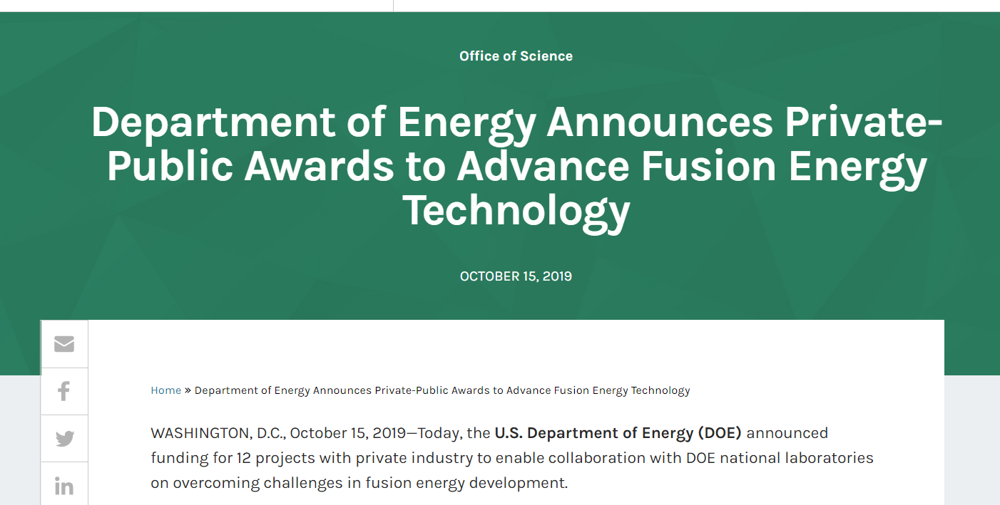 Office of Science
Department of Energy Announces Private-
Public Awards to Advance Fusion Energy
Technology
OCTOBER 15, 2019
Home » Department of Energy Announces Private-Public Awards to Advance Fusion Energy Technology
WASHINGTON, D.C., October 15, 2019—Today, the U.S. Department of Energy (DOE) announced
funding for 12 projects with private industry to enable collaboration with DOE national laboratories
on overcoming challenges in fusion energy development.